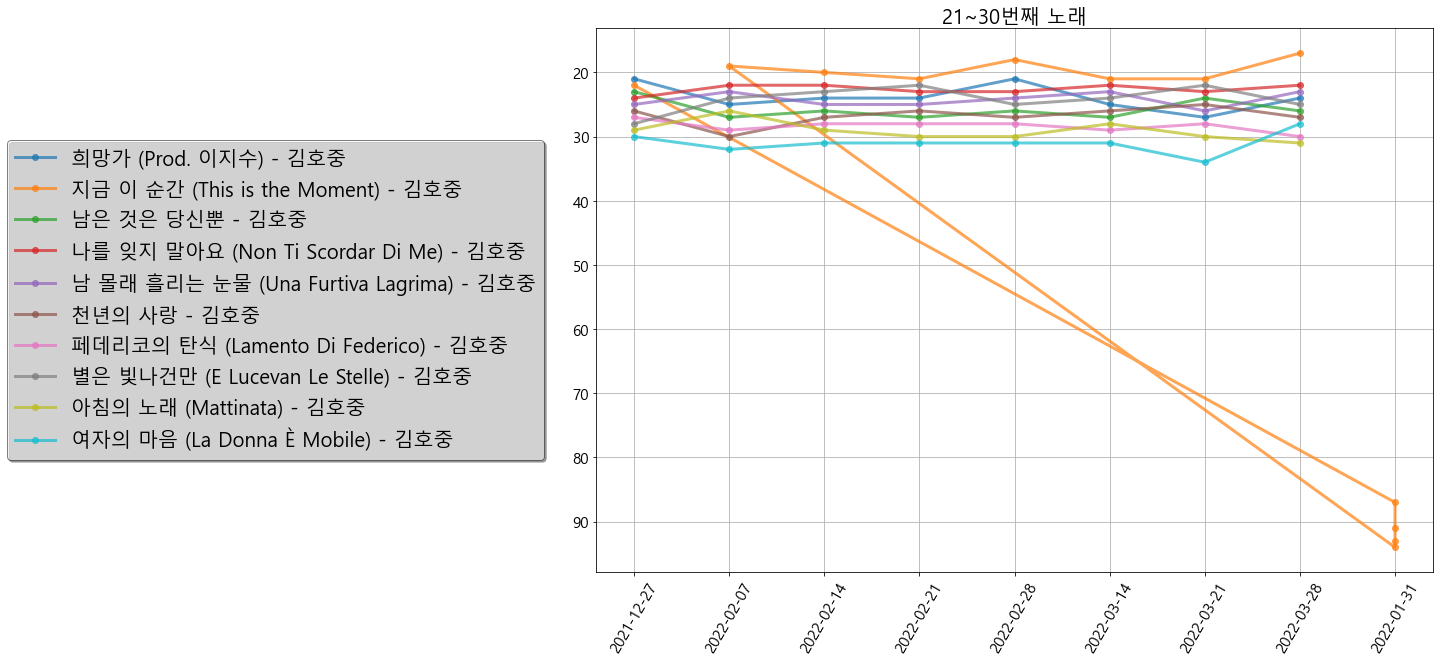 21~30번째 노래
희망가 (Prod. 이지수) - 김호중
지금 이 순간 (This is the Moment) - 김호중
남은 것은 당신뿐 - 김호중
나를 잊지 말아요 (Non Ti Scordar Di Me) - 김호중
남 몰래 흘리는 눈물 (Una Furtiva Lagrima) - 김호중
천년의 사랑 - 김호중
페데리코의 탄식 (Lamento Di Federico) - 김호중
별은 빛나건만 (E Lucevan Le Stelle) - 김호중
아침의 노래 (Mattinata) - 김호중
여자의 마음 (La Donna È Mobile) - 김호중
20
30
40
50
60
70
80
90
2021-12-27
2022-02-07
2022-02-14
2022-02-21
2022-02-28
2022-03-14
2022-03-21
2022-03-28
2022-01-31